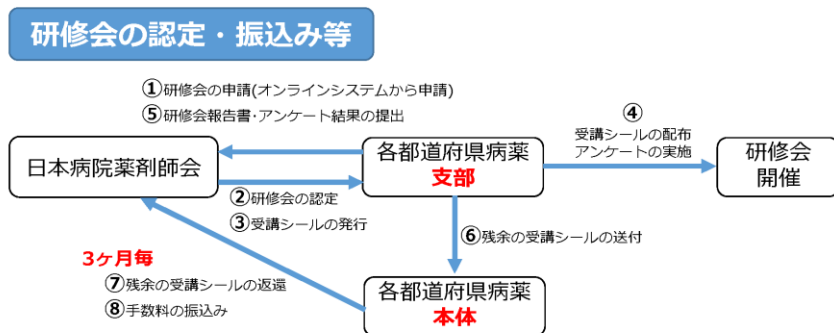 研修会の認定・振込み等
①研修会の申請(オンラインシステムから申請)
⑤研修会報告書･アンケート結果の提出
④
受講シールの配布
アンケートの実施
日本病院薬剤師会
各都道府県病薬
支部
研修会
開催
②研修会の認定
③受講シールの発行
⑥残余の受講シールの送付
3ヶ月毎
⑦残余の受講シールの返還
⑧手数料の振込み
各都道府県病薬
本体